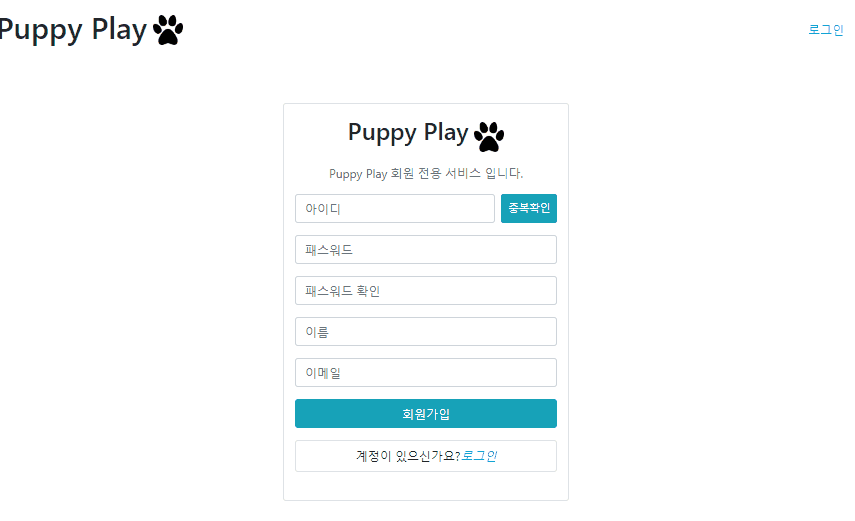 Puppy Play
로그인
Puppy Play
Puppy Play 회원 전용 서비스 입니다.
아이디
중복확인
패스워드
패스워드 확인
이름
이메일
회원가입
계정이 있으신가요?로그인